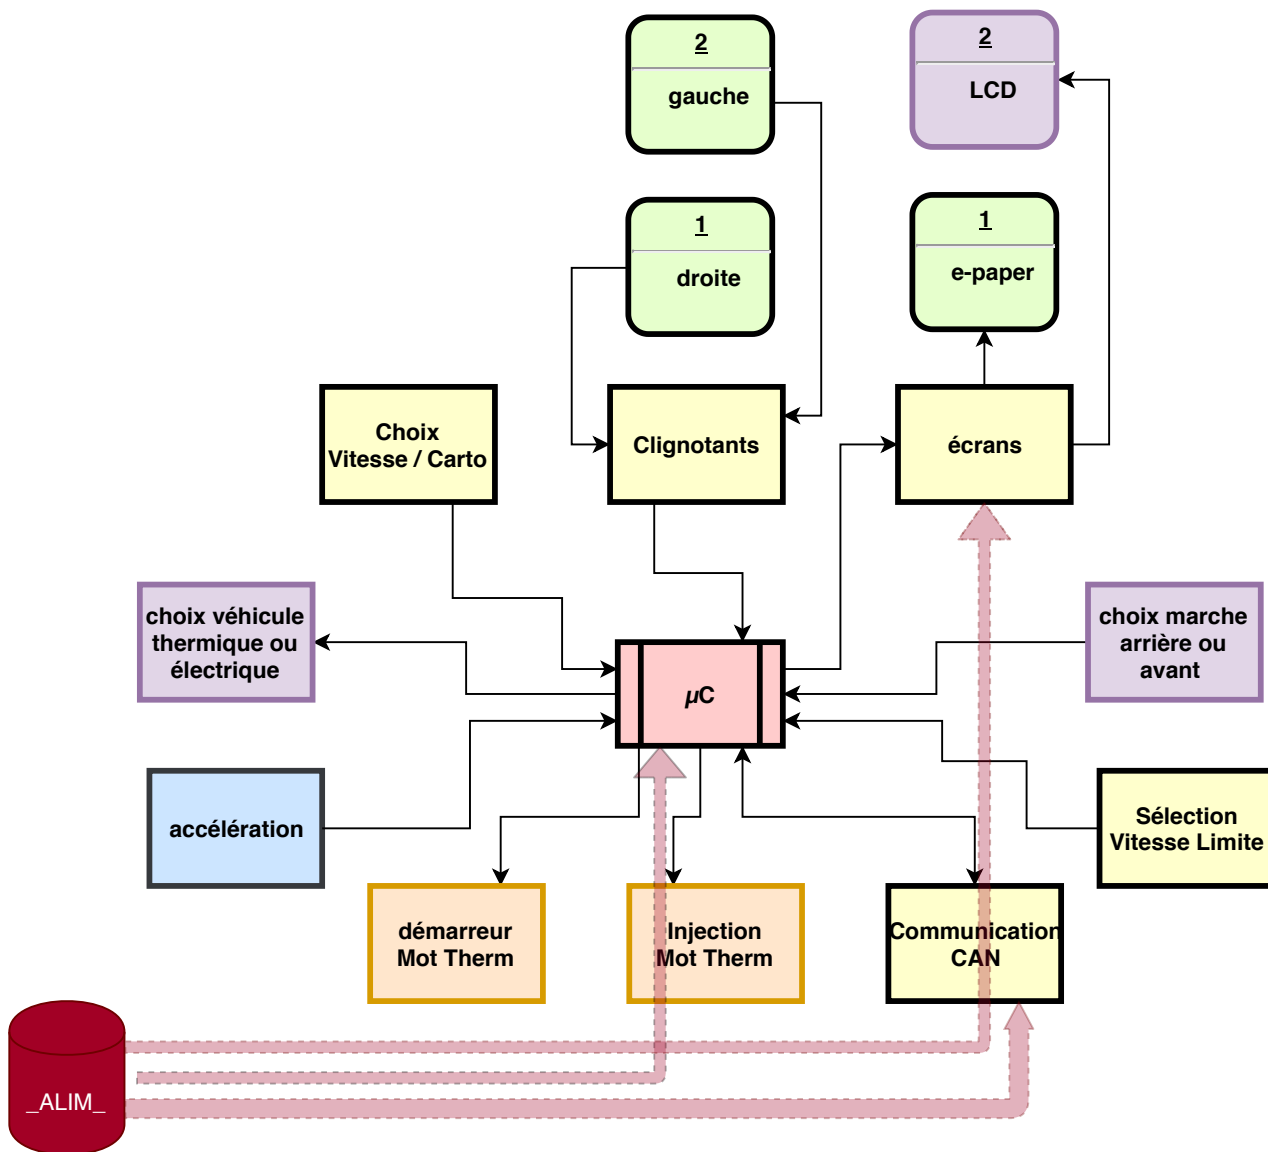 2
gauche
2
LCD
1
droite
1
e-paper
Choix
Vitesse / Carto
Clignotants
écrans
choix véhicule
thermique ou
électrique
µC
choix marche
arrière ou
avant
accélération
Sélection
Vitesse Limite
démarreur
Mot Therm
Injection
Mot Therm
Communication
CAN
_ALIM_